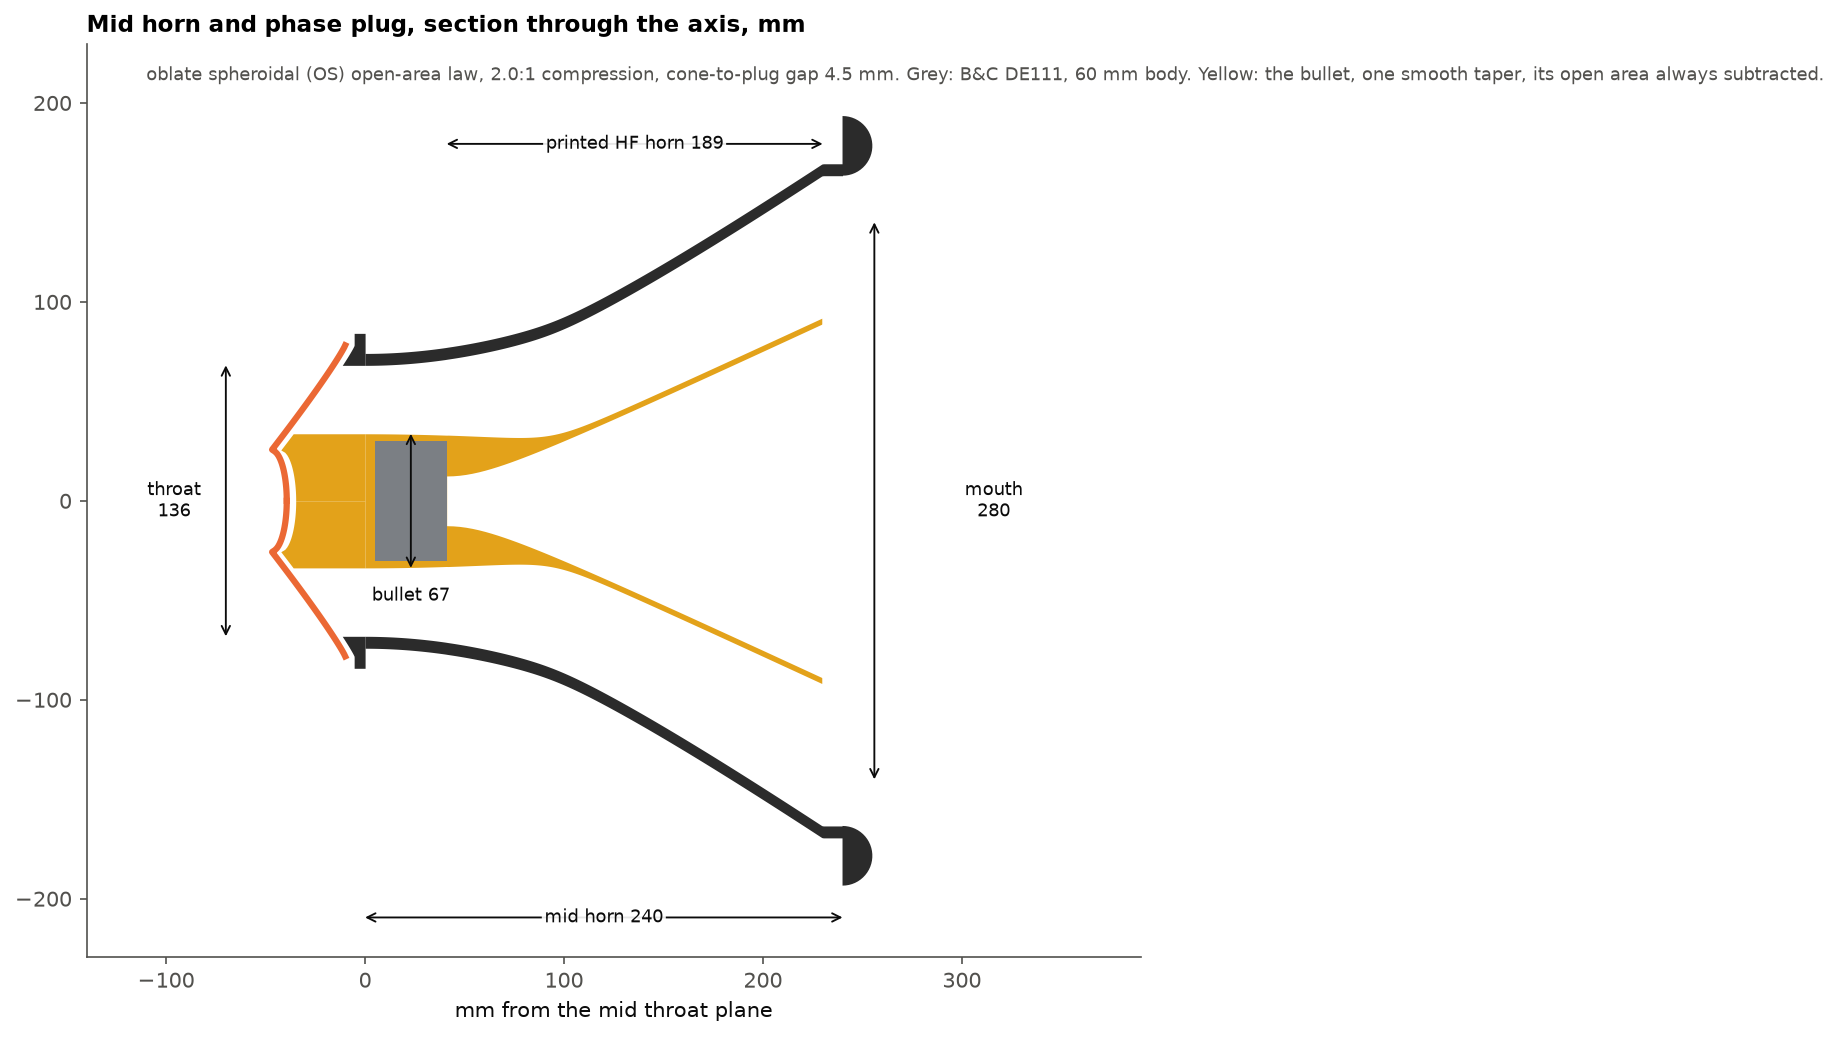 Mid horn and phase plug, section through the axis, mm
oblate spheroidal (OS) open-area law, 2.0:1 compression, cone-to-plug gap 4.5 mm. Grey: B&C DE111, 60 mm body. Yellow: the bullet, one smooth taper, its open area always subtracted.
200
printed HF horn 189
100
throat
136
0
mouth
280
bullet 67
−100
−200
mid horn 240
−100
0
100
200
300
mm from the mid throat plane